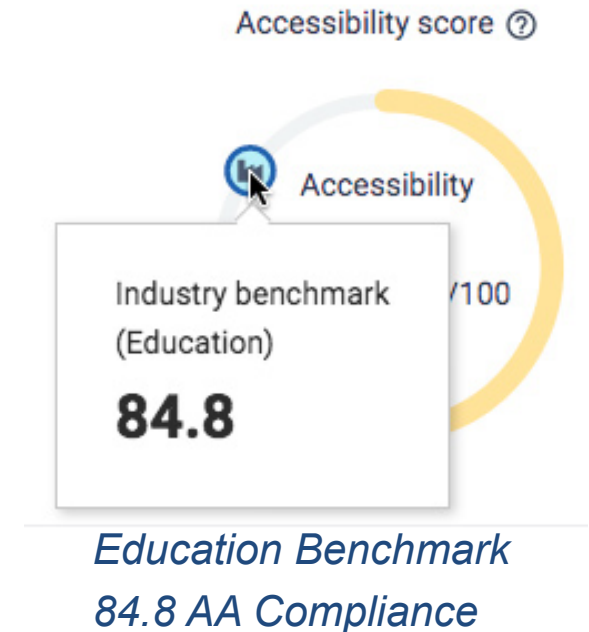 Accessibility score ?
Accessibility
/100
Industry benchmark
(Education)
84.8
Education Benchmark
84.8 AA Compliance